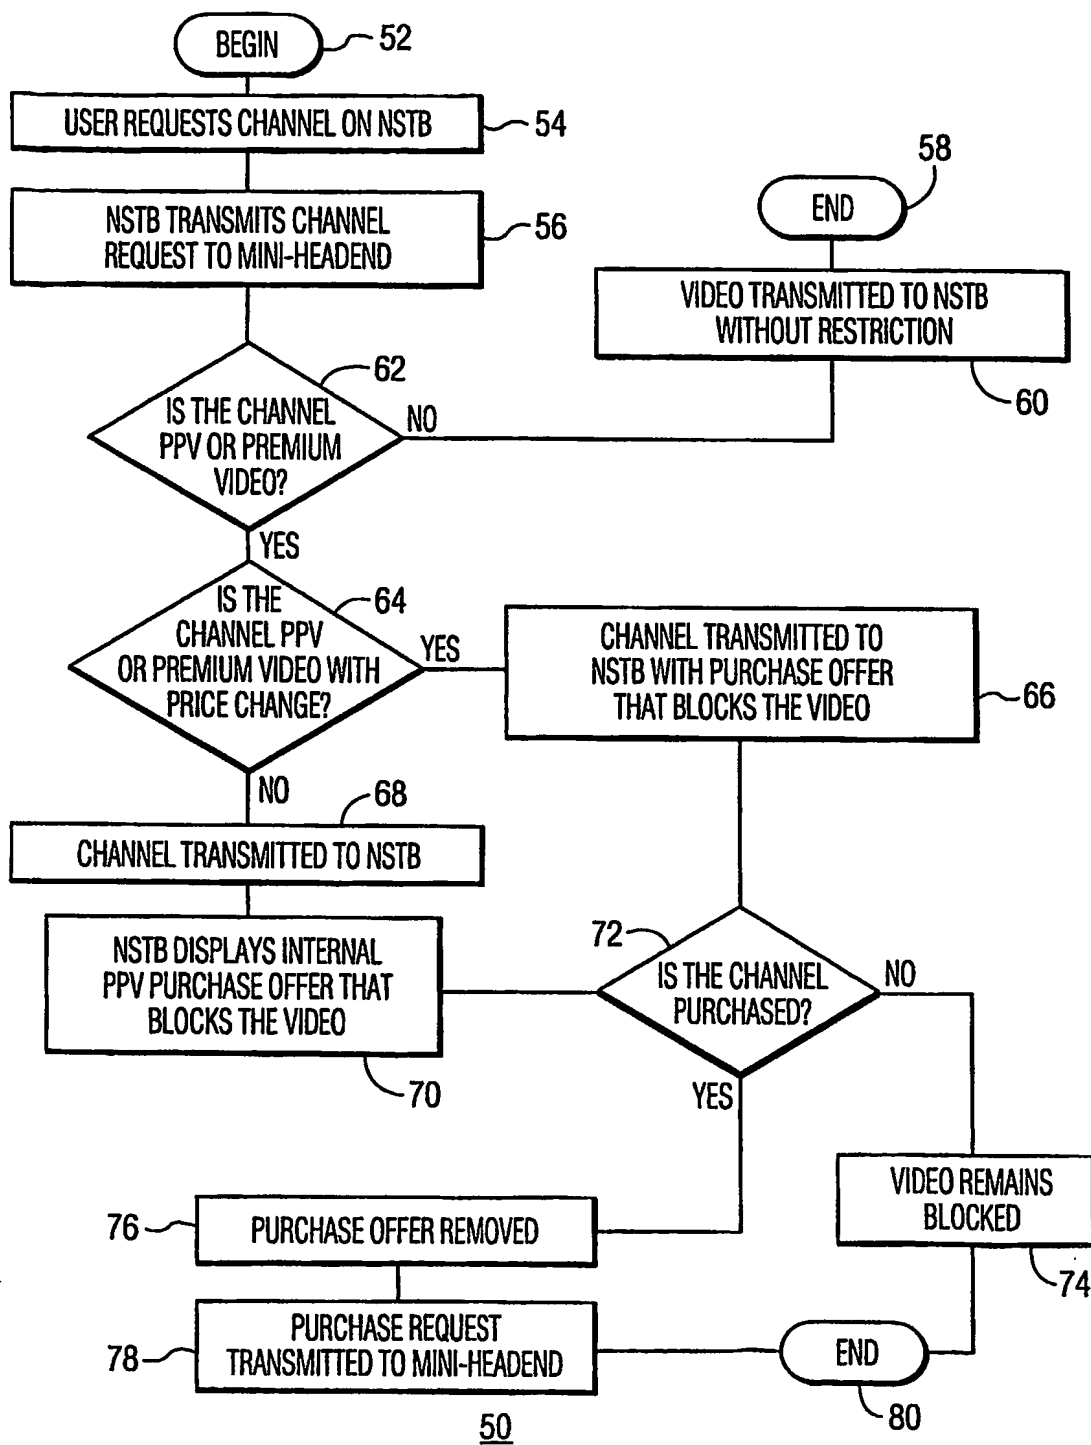 BEGIN
52
USER REQUESTS CHANNEL ON NSTB
54
NSTB TRANSMITS CHANNEL
REQUEST TO MINI-HEADEND
56
58
END
VIDEO TRANSMITTED TO NSTB
WITHOUT RESTRICTION
60
62
IS THE CHANNEL
PPV OR PREMIUM
VIDEO?
NO
YES
64
IS THE
CHANNEL PPV
OR PREMIUM VIDEO WITH
PRICE CHANGE?
YES
CHANNEL TRANSMITTED TO
NSTB WITH PURCHASE OFFER
THAT BLOCKS THE VIDEO
66
NO
68
CHANNEL TRANSMITTED TO NSTB
NSTB DISPLAYS INTERNAL
PPV PURCHASE OFFER THAT
BLOCKS THE VIDEO
70
72
IS THE CHANNEL
PURCHASED?
NO
YES
VIDEO REMAINS
BLOCKED
74
76
PURCHASE OFFER REMOVED
78
PURCHASE REQUEST
TRANSMITTED TO MINI-HEADEND
END
80
50